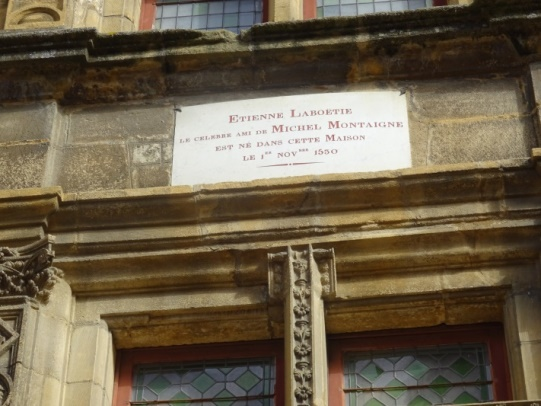 ETIENNE LABOETIE
LE CELEBRE AMI DE MICHEL MONTAIGNE
EST NÉ DANS CETTE MAISON
LE 1ER NOVBRE 1530